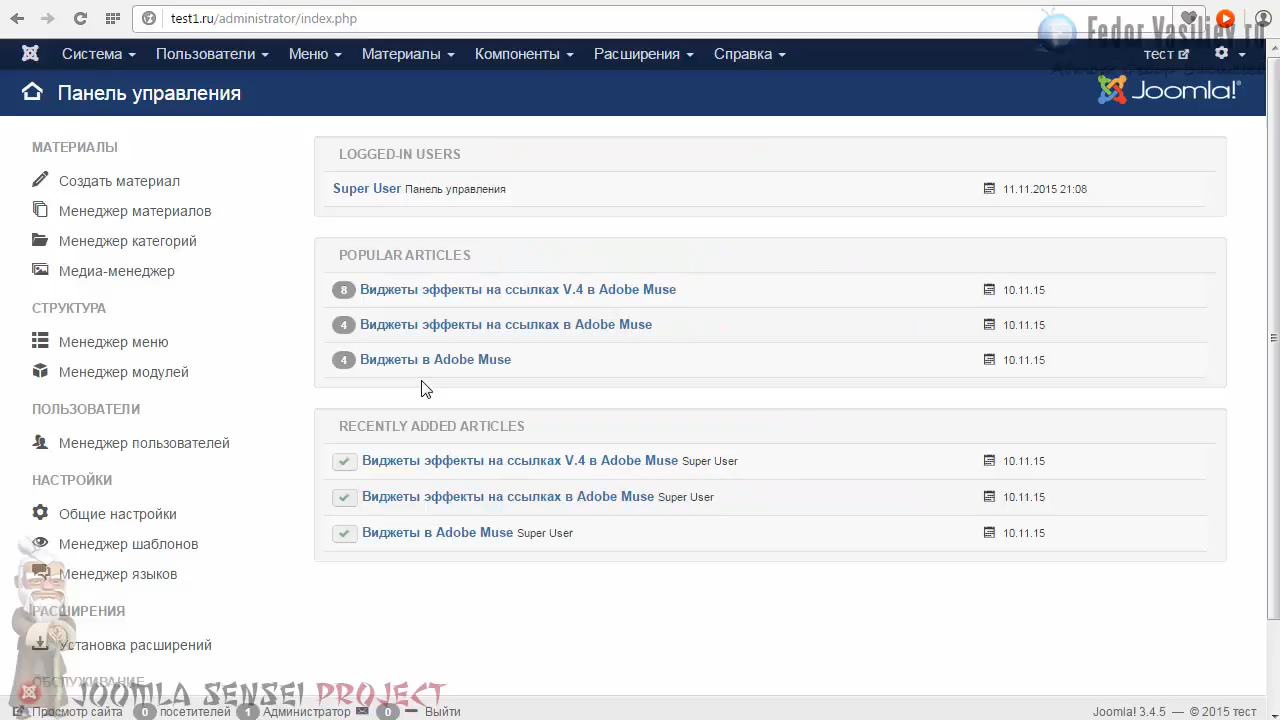 test1.ru/administrator/index.php
Fedor Vasiliev.ru
Система Пользователи Меню Материалы Компоненты Расширения Справка тест
Панель управления
Joomla!
МАТЕРИАЛЫ
Создать материал
Менеджер материалов
Менеджер категорий
Медиа-менеджер
СТРУКТУРА
Менеджер меню
Менеджер модулей
ПОЛЬЗОВАТЕЛИ
Менеджер пользователей
НАСТРОЙКИ
Общие настройки
Менеджер шаблонов
Менеджер языков
РАСШИРЕНИЯ
Установка расширений
ОБСЛУЖИВАНИЕ
LOGGED-IN USERS
Super User Панель управления 11.11.2015 21:08
POPULAR ARTICLES
8 Виджеты эффекты на ссылках V.4 в Adobe Muse 10.11.15
4 Виджеты эффекты на ссылках в Adobe Muse 10.11.15
4 Виджеты в Adobe Muse 10.11.15
RECENTLY ADDED ARTICLES
Виджеты эффекты на ссылках V.4 в Adobe Muse Super User 10.11.15
Виджеты эффекты на ссылках в Adobe Muse Super User 10.11.15
Виджеты в Adobe Muse Super User 10.11.15
JOOMLA SENSEI PROJECT
Просмотр сайта 0 посетителей 1 Администратор 0 Выйти
Joomla! 3.4.5 — © 2015 тест